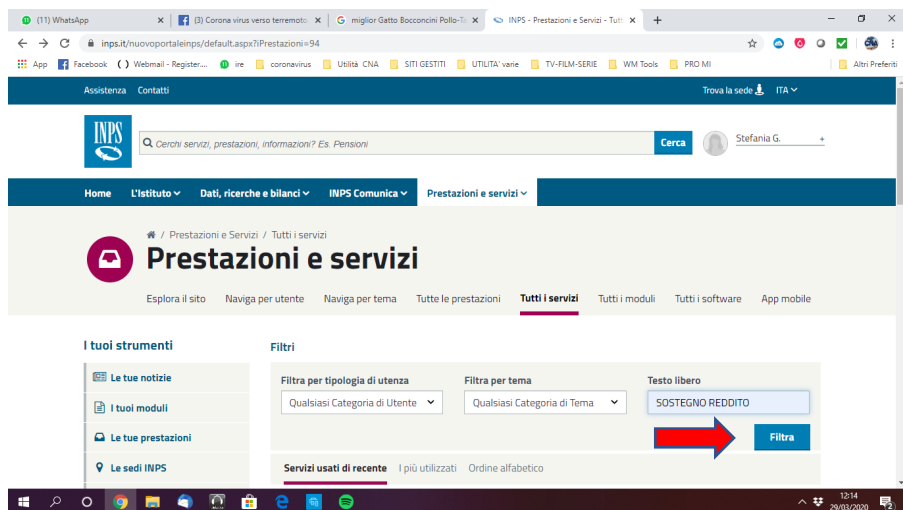 (11) WhatsApp
(3) Corona virus verso terremoto
miglior Gatto Bocconcini Pollo-Ta
INPS - Prestazioni e Servizi - Tutt
inps.it/nuovoportaleinps/default.aspx?iPrestazioni=94
App Facebook Webmail - Register.... ire coronavirus Utilità CNA SITI GESTITI UTILITA' varie TV-FILM-SERIE WM Tools PRO MI Altri Preferiti
Assistenza Contatti Trova la sede ITA
INPS
Cerchi servizi, prestazioni, informazioni? Es. Pensioni Cerca Stefania G. +
Home L'Istituto Dati, ricerche e bilanci INPS Comunica Prestazioni e servizi
/ Prestazioni e Servizi / Tutti i servizi
Prestazioni e servizi
Esplora il sito Naviga per utente Naviga per tema Tutte le prestazioni Tutti i servizi Tutti i moduli Tutti i software App mobile
I tuoi strumenti
Filtri
Le tue notizie
I tuoi moduli
Le tue prestazioni
Le sedi INPS
Filtra per tipologia di utenza Filtra per tema Testo libero
Qualsiasi Categoria di Utente Qualsiasi Categoria di Tema SOSTEGNO REDDITO
Filtra
Servizi usati di recente I più utilizzati Ordine alfabetico
12:14
29/03/2020